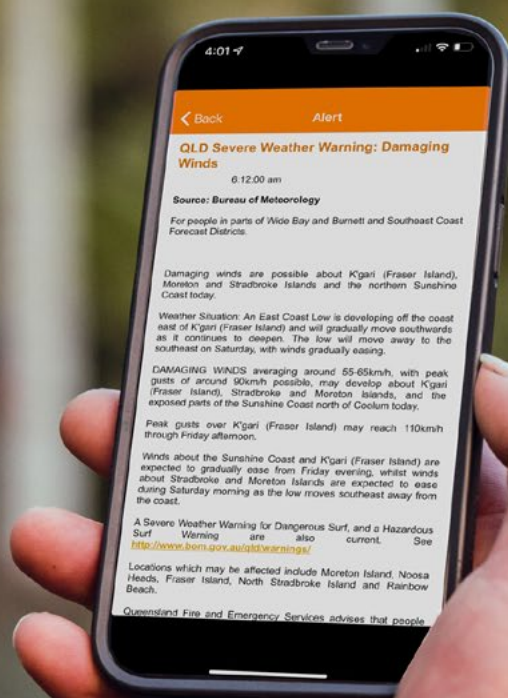 4:01
Back
Alert
QLD Severe Weather Warning: Damaging
Winds
6:12:00 am
Source: Bureau of Meteorology
For people in parts of Wide Bay and Burnett and Southeast Coast
Forecast Districts.
Damaging winds are possible about K'gari (Fraser Island),
Moreton and Stradbroke Islands and the northern Sunshine
Coast today.
Weather Situation: An East Coast Low is developing off the coast
east of K'gari (Fraser Island) and will gradually move southwards
as it continues to deepen. The low will move away to the
southeast on Saturday, with winds gradually easing.
DAMAGING WINDS averaging around 55-65km/h, with peak
gusts of around 90km/h possible, may develop about K'gari
(Fraser Island), Stradbroke and Moreton Islands, and the
exposed parts of the Sunshine Coast north of Coolum today.
Peak gusts over K'gari (Fraser Island) may reach 110km/h
through Friday afternoon.
Winds about the Sunshine Coast and K'gari (Fraser Island) are
expected to gradually ease from Friday evening, whilst winds
about Stradbroke and Moreton Islands are expected to ease
during Saturday morning as the low moves southeast away from
the coast.
A Severe Weather Warning for Dangerous Surf, and a Hazardous
Surf Warning are also current. See
http://www.bom.gov.au/qld/warnings/
Locations which may be affected include Moreton Island, Noosa
Heads, Fraser Island, North Stradbroke Island and Rainbow
Beach.
Queensland Fire and Emergency Services advises that people